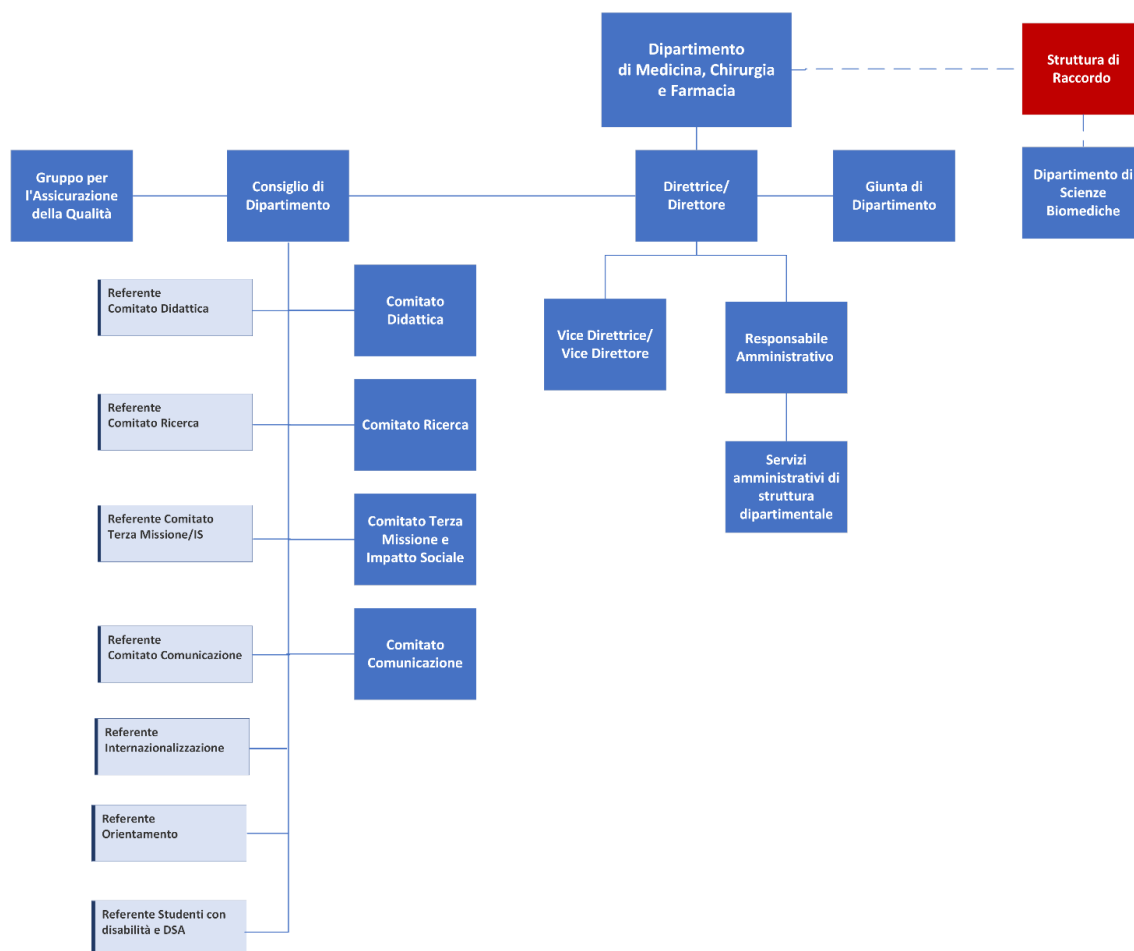 Dipartimento
di Medicina, Chirurgia
e Farmacia
Struttura di
Raccordo
Gruppo per
l'Assicurazione
della Qualità
Consiglio di
Dipartimento
Direttrice/
Direttore
Giunta di
Dipartimento
Dipartimento di
Scienze
Biomediche
Referente
Comitato Didattica
Comitato
Didattica
Vice Direttrice/
Vice Direttore
Responsabile
Amministrativo
Referente
Comitato Ricerca
Comitato Ricerca
Servizi
amministrativi di
struttura
dipartimentale
Referente Comitato
Terza Missione/IS
Comitato Terza
Missione e
Impatto Sociale
Referente
Comitato Comunicazione
Comitato
Comunicazione
Referente
Internazionalizzazione
Referente
Orientamento
Referente Studenti con
disabilità e DSA